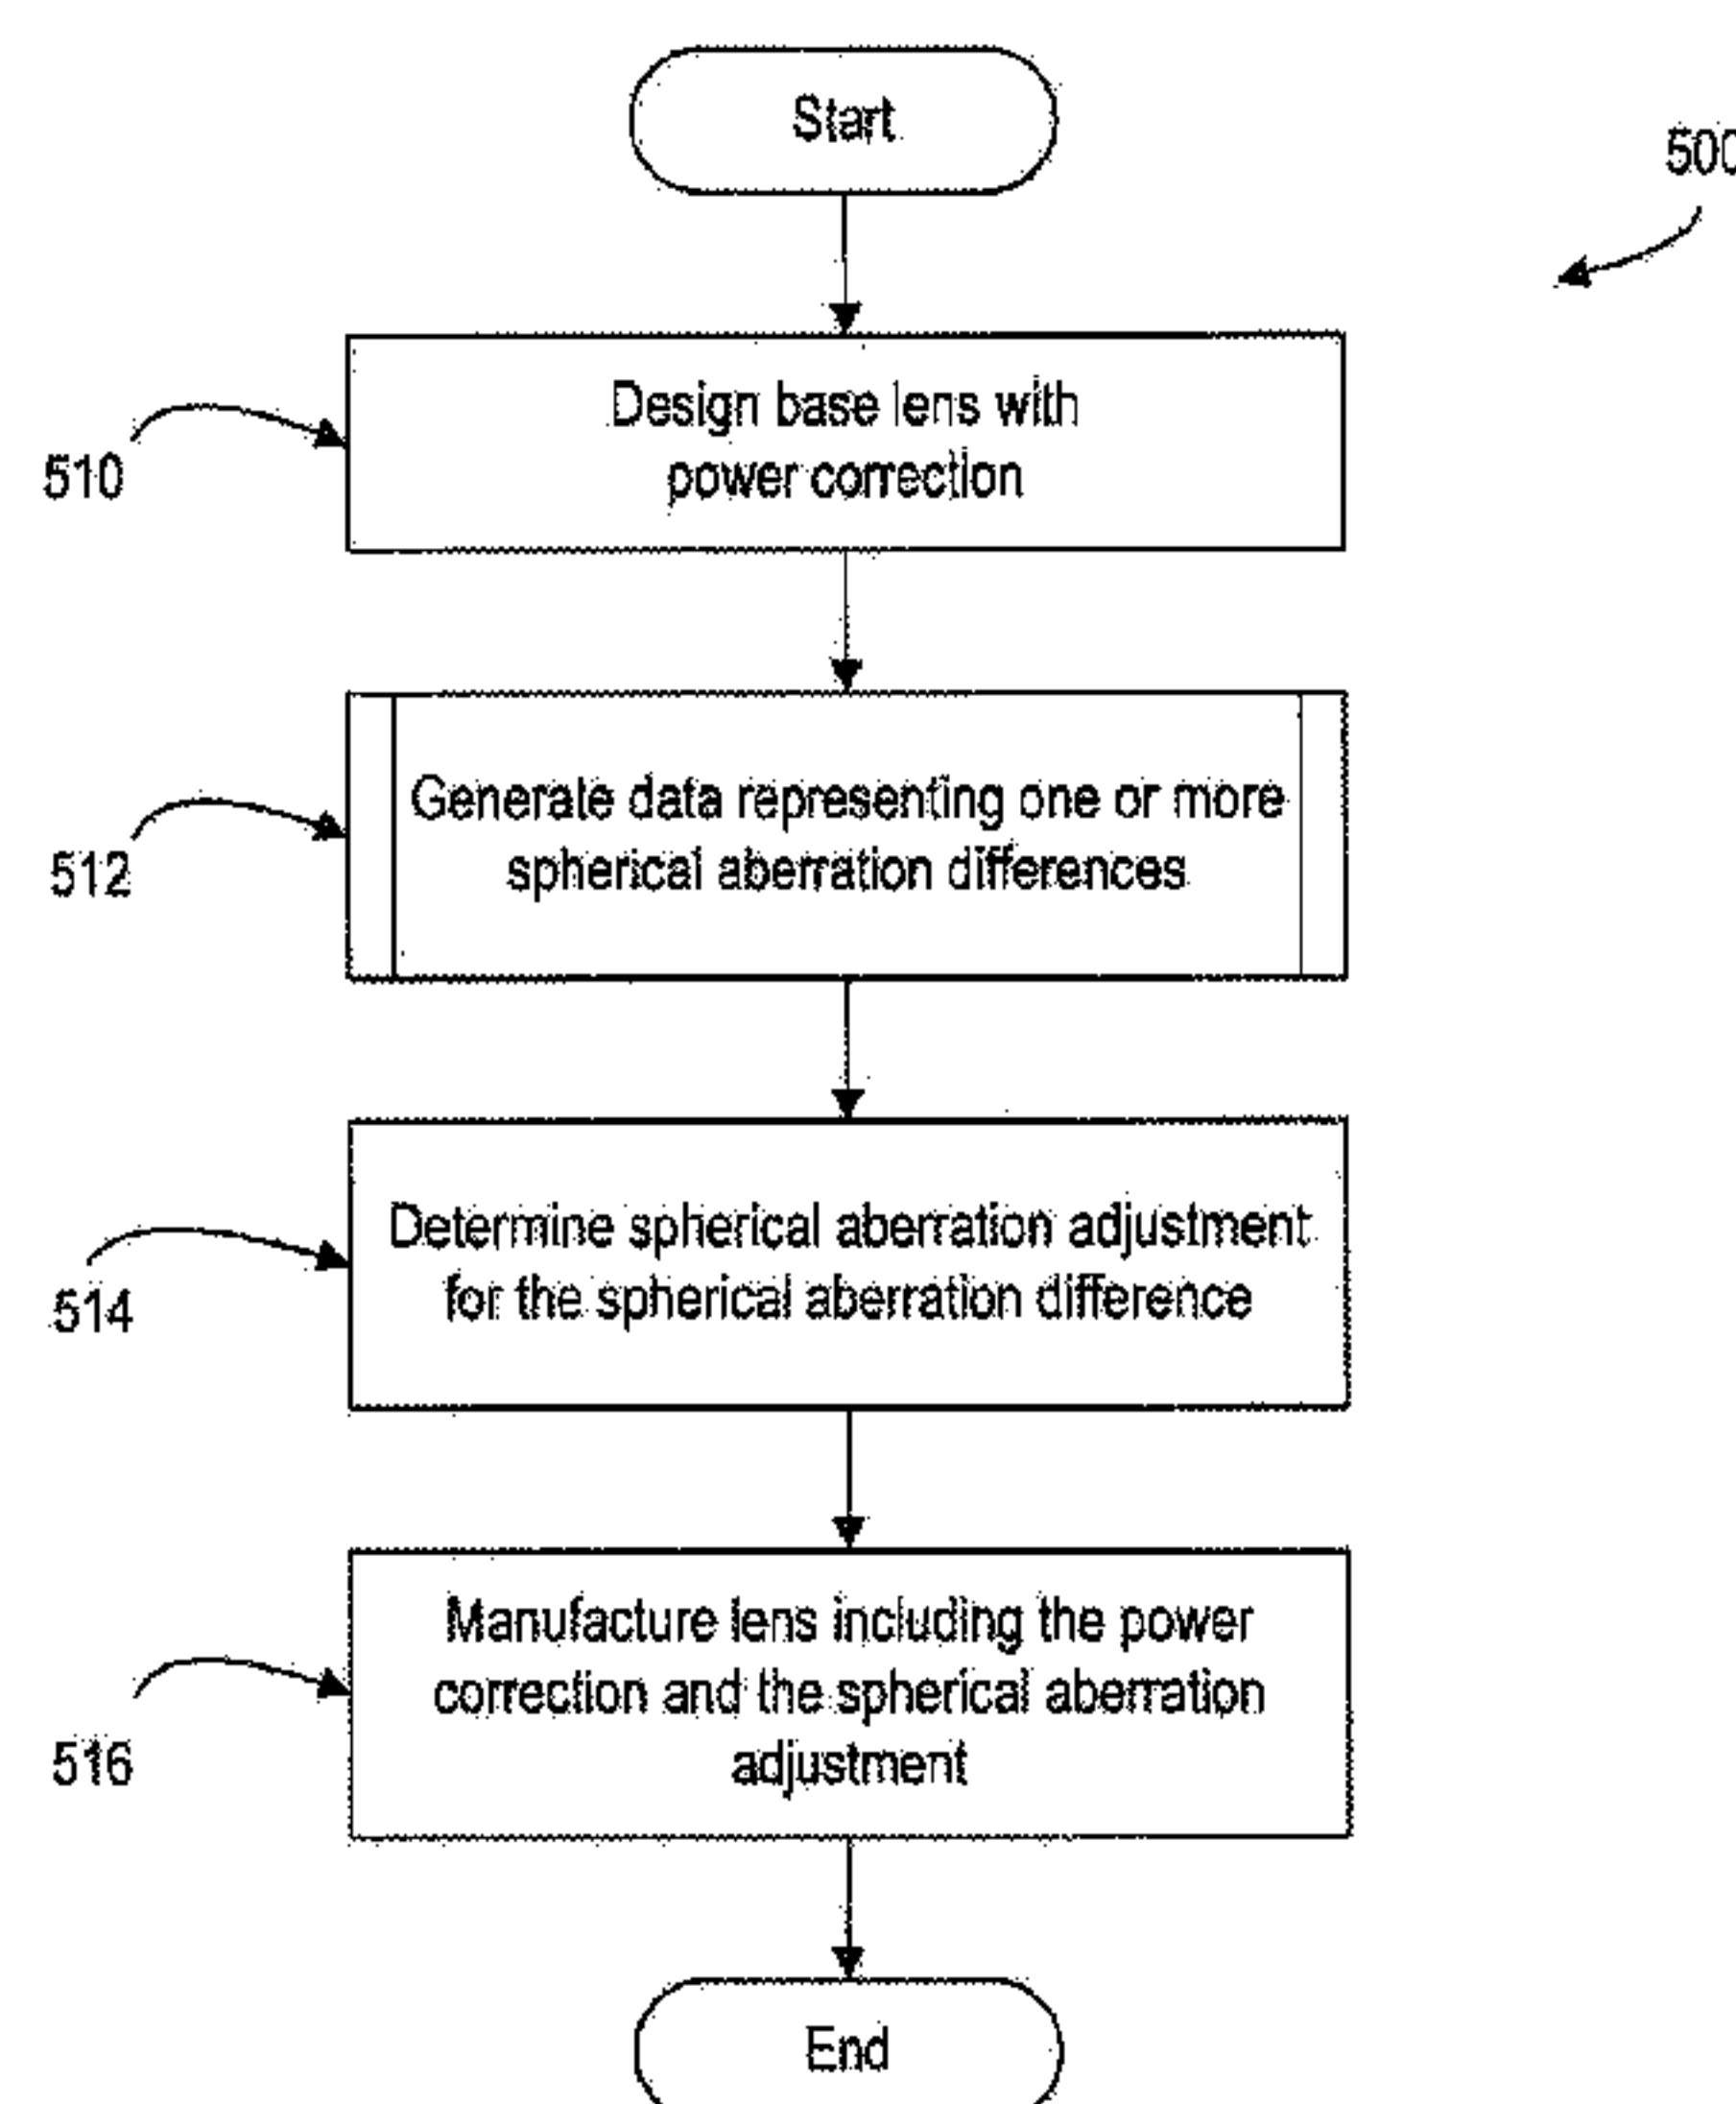 Start
500
Design base lens with
power correction
510
Generate data representing one or more
spherical aberration differences
512
Determine spherical aberration adjustment
for the spherical aberration difference
514
Manufacture lens including the power
correction and the spherical aberration
adjustment
516
End